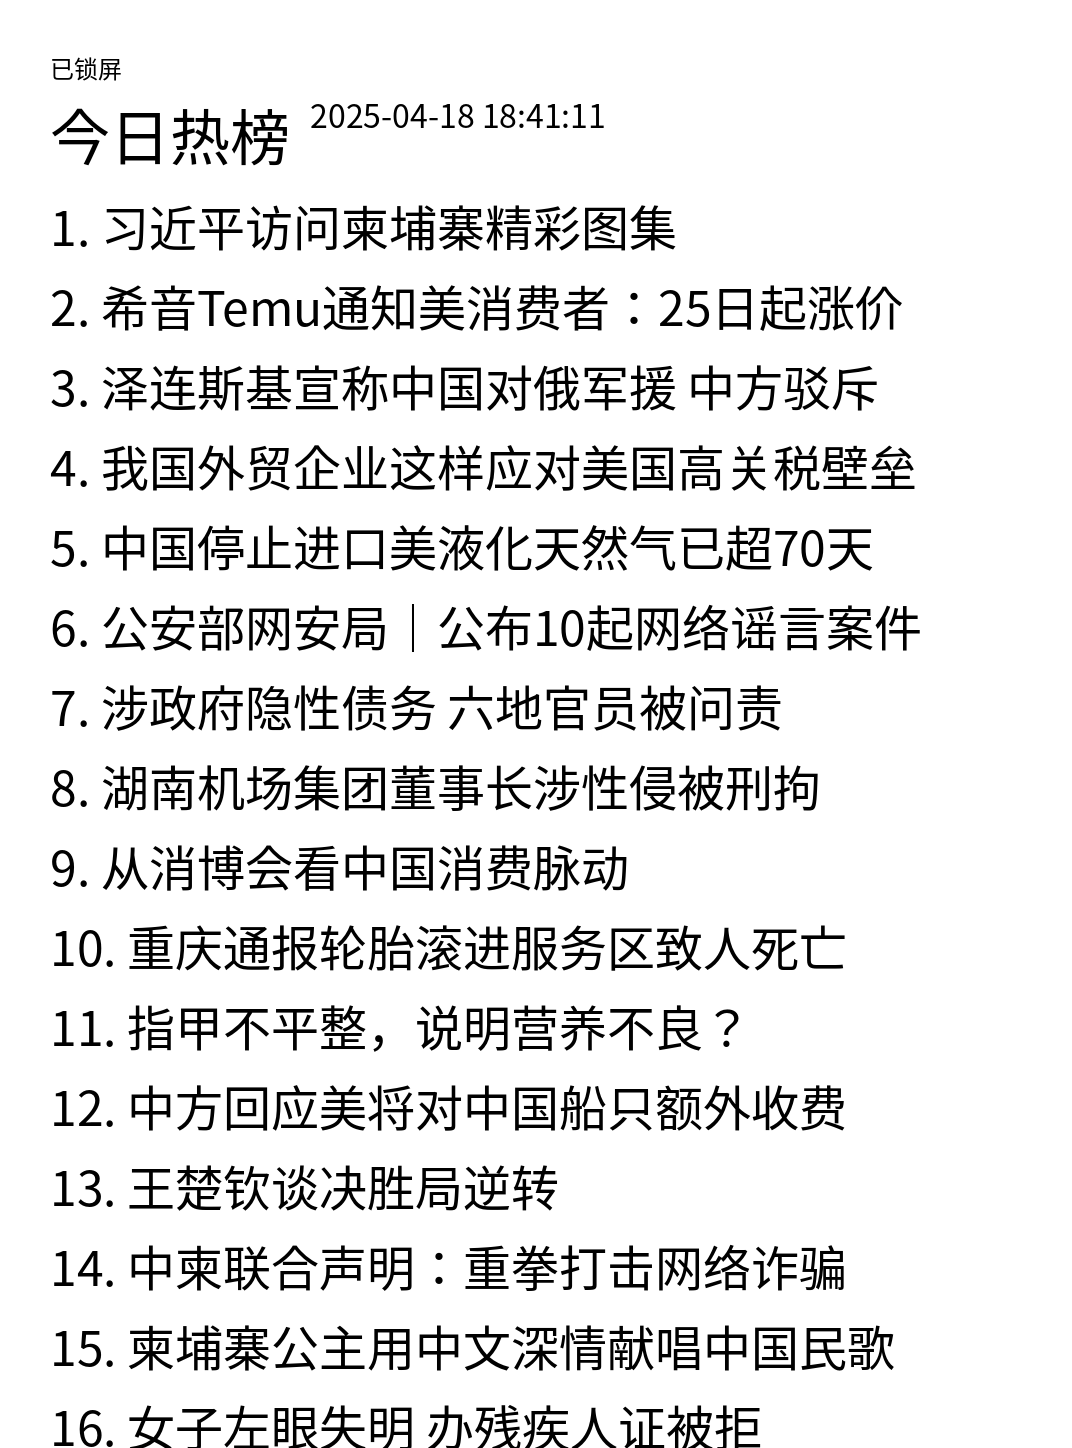 已锁屏
今日热榜 2025-04-18 18:41:11
1. 习近平访问柬埔寨精彩图集
2. 希音Temu通知美消费者：25日起涨价
3. 泽连斯基宣称中国对俄军援 中方驳斥
4. 我国外贸企业这样应对美国高关税壁垒
5. 中国停止进口美液化天然气已超70天
6. 公安部网安局｜公布10起网络谣言案件
7. 涉政府隐性债务 六地官员被问责
8. 湖南机场集团董事长涉性侵被刑拘
9. 从消博会看中国消费脉动
10. 重庆通报轮胎滚进服务区致人死亡
11. 指甲不平整，说明营养不良？
12. 中方回应美将对中国船只额外收费
13. 王楚钦谈决胜局逆转
14. 中柬联合声明：重拳打击网络诈骗
15. 柬埔寨公主用中文深情献唱中国民歌
16. 女子左眼失明 办残疾人证被拒